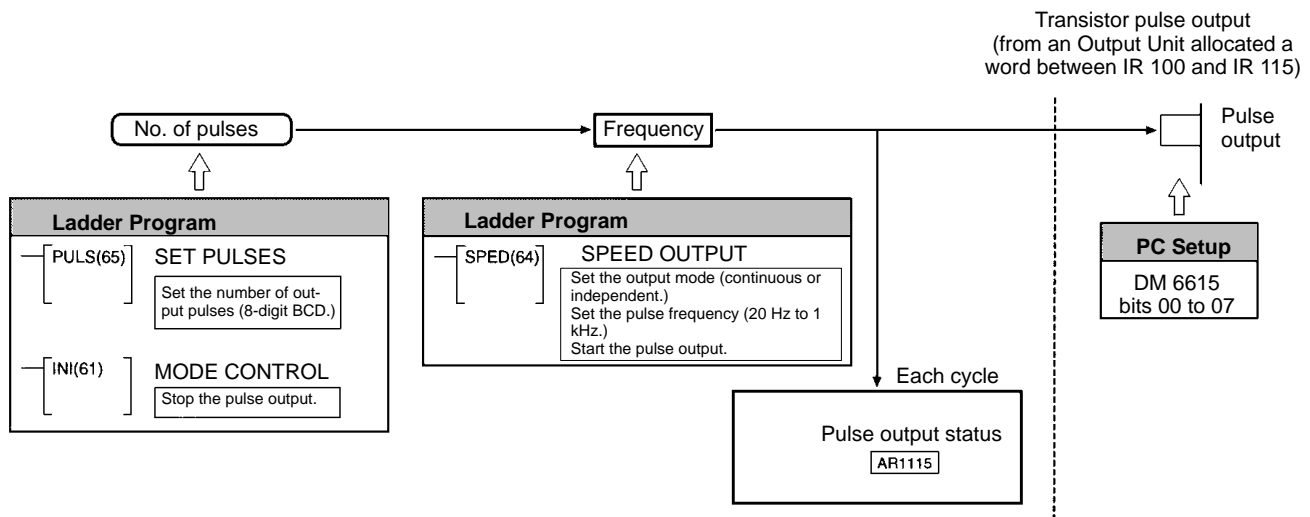 Transistor pulse output
(from an Output Unit allocated a
word between IR 100 and IR 115)
No. of pulses
Frequency
Pulse
output
Ladder Program
PULS(65)
SET PULSES
Set the number of out-
put pulses (8-digit BCD.)
INI(61)
MODE CONTROL
Stop the pulse output.
Ladder Program
SPED(64)
SPEED OUTPUT
Set the output mode (continuous or
independent.)
Set the pulse frequency (20 Hz to 1
kHz.)
Start the pulse output.
PC Setup
DM 6615
bits 00 to 07
Each cycle
Pulse output status
AR1115